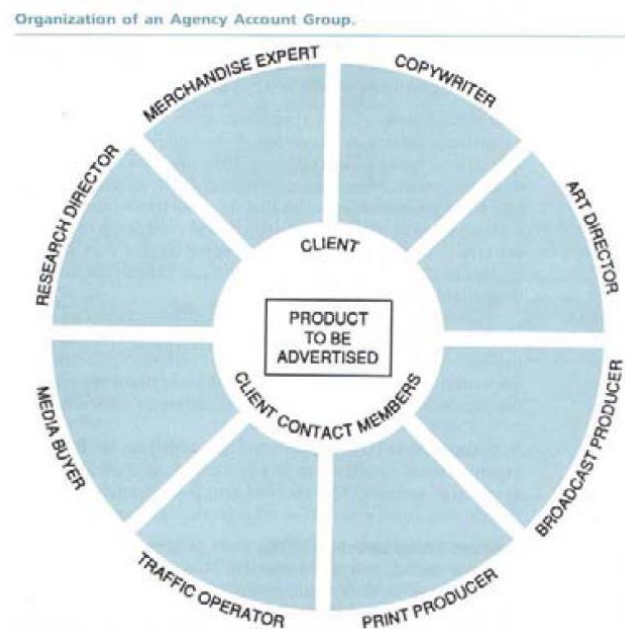 Organization of an Agency Account Group.
MERCHANDISE EXPERT
COPYWRITER
ART DIRECTOR
BROADCAST PRODUCER
PRINT PRODUCER
TRAFFIC OPERATOR
MEDIA BUYER
RESEARCH DIRECTOR
CLIENT
PRODUCT
TO BE
ADVERTISED
CLIENT CONTACT MEMBERS